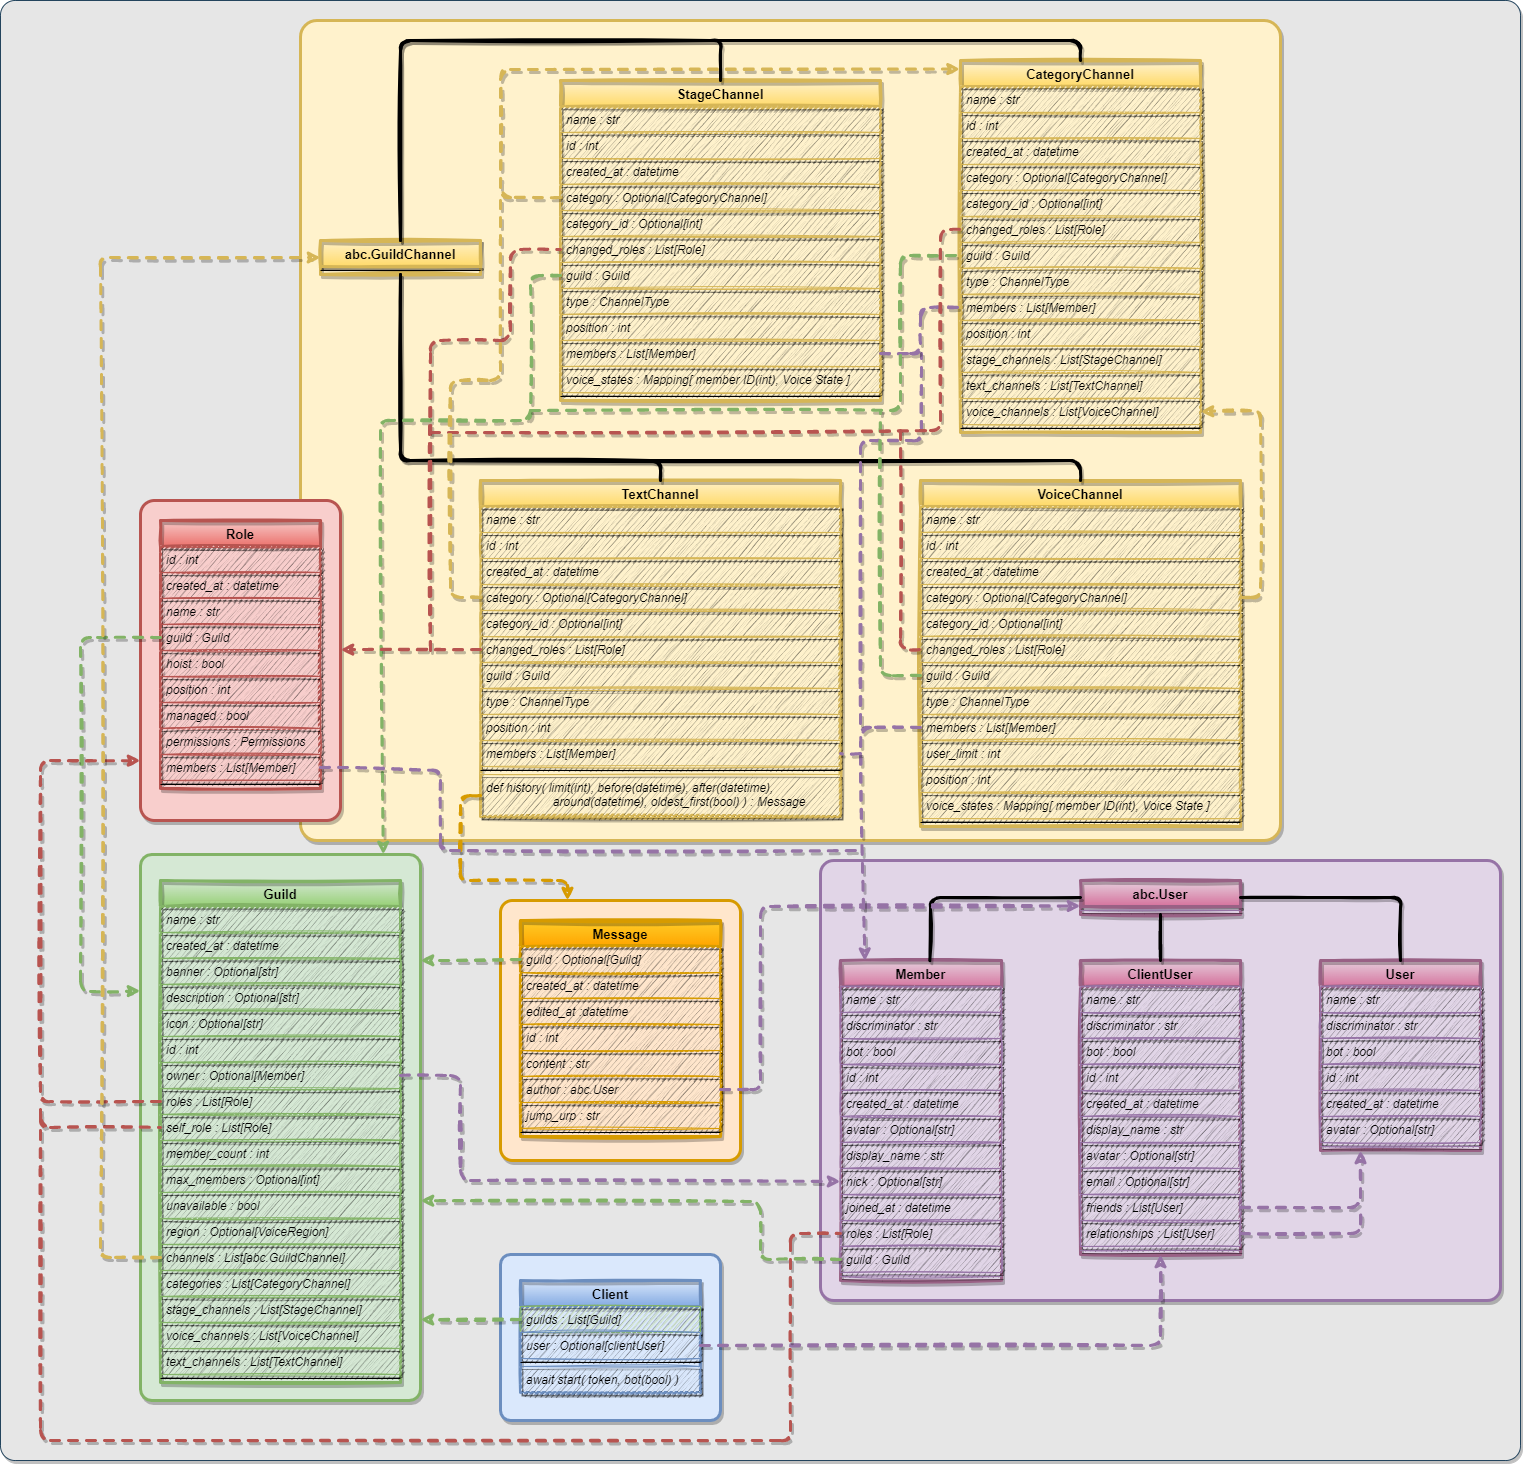 StageChannel
name : str
id : int
created_at : datetime
category : Optional[CategoryChannel]
category_id : Optional[int]
changed_roles : List[Role]
guild : Guild
type : ChannelType
position : int
members : List[Member]
voice_states : Mapping[ member ID(int), Voice State ]
CategoryChannel
name : str
id : int
created_at : datetime
category : Optional[CategoryChannel]
category_id : Optional[int]
changed_roles : List[Role]
guild : Guild
type : ChannelType
members : List[Member]
position : int
stage_channels : List[StageChannel]
text_channels : List[TextChannel]
voice_channels : List[VoiceChannel]
abc.GuildChannel
TextChannel
name : str
id : int
created_at : datetime
category : Optional[CategoryChannel]
category_id : Optional[int]
changed_roles : List[Role]
guild : Guild
type : ChannelType
position : int
members : List[Member]
def history( limit(int), before(datetime), after(datetime),
around(datetime), oldest_first(bool) ) : Message
VoiceChannel
name : str
id : int
created_at : datetime
category : Optional[CategoryChannel]
category_id : Optional[int]
changed_roles : List[Role]
guild : Guild
type : ChannelType
members : List[Member]
user_limit : int
position : int
voice_states : Mapping[ member ID(int), Voice State ]
Role
id : int
created_at : datetime
name : str
guild : Guild
hoist : bool
position : int
managed : bool
permissions : Permissions
members : List[Member]
Guild
name : str
created_at : datetime
banner : Optional[str]
description : Optional[str]
icon : Optional[str]
id : int
owner : Optional[Member]
roles : List[Role]
self_role : List[Role]
member_count : int
max_members : Optional[int]
unavailable : bool
region : Optional[VoiceRegion]
channels : List[abc.GuildChannel]
categories : List[CategoryChannel]
stage_channels : List[StageChannel]
voice_channels : List[VoiceChannel]
text_channels : List[TextChannel]
Message
guild : Optional[Guild]
created_at : datetime
edited_at :datetime
id : int
content : str
author : abc.User
jump_urp : str
Client
guilds : List[Guild]
user : Optional[clientUser]
await start( token, bot(bool) )
abc.User
Member
name : str
discriminator : str
bot : bool
id : int
created_at : datetime
avatar : Optional[str]
display_name : str
nick : Optional[str]
joined_at : datetime
roles : List[Role]
guild : Guild
ClientUser
name : str
discriminator : str
bot : bool
id : int
created_at : datetime
display_name : str
avatar : Optional[str]
email : Optional[str]
friends : List[User]
relationships : List[User]
User
name : str
discriminator : str
bot : bool
id : int
created_at : datetime
avatar : Optional[str]